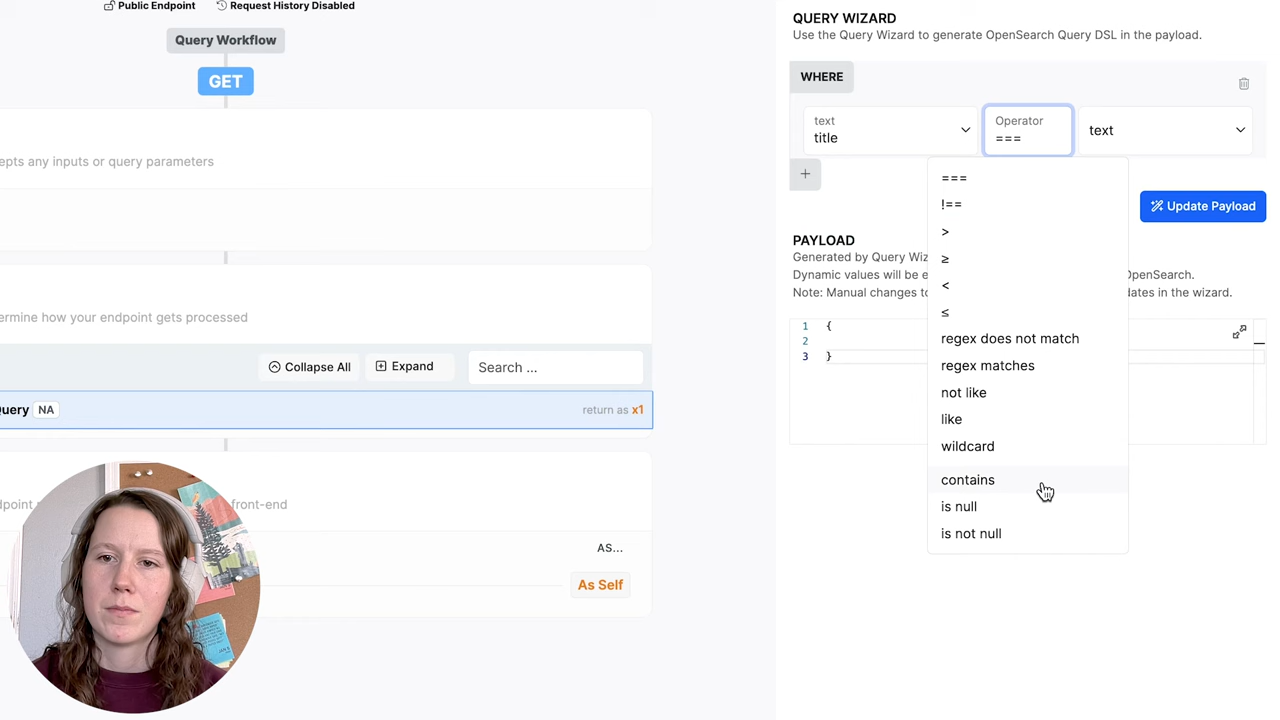 Public Endpoint
Request History Disabled
Query Workflow
GET
epts any inputs or query parameters
ermine how your endpoint gets processed
Collapse All
Expand
Search ...
Query NA
return as x1
dpoint
front-end
AS...
As Self
QUERY WIZARD
Use the Query Wizard to generate OpenSearch Query DSL in the payload.
WHERE
text
title
Operator
===
text
+
===
!==
>
≥
<
≤
regex does not match
regex matches
not like
like
wildcard
contains
is null
is not null
Update Payload
PAYLOAD
Generated by Query Wiz
Dynamic values will be e
OpenSearch.
Note: Manual changes to
dates in the wizard.
1 {
2
3 }